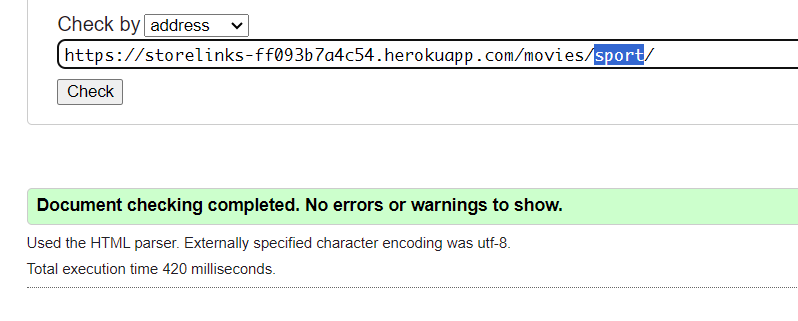 Check by address
https://storelinks-ff093b7a4c54.herokuapp.com/movies/sport/
Check
Document checking completed. No errors or warnings to show.
Used the HTML parser. Externally specified character encoding was utf-8.
Total execution time 420 milliseconds.